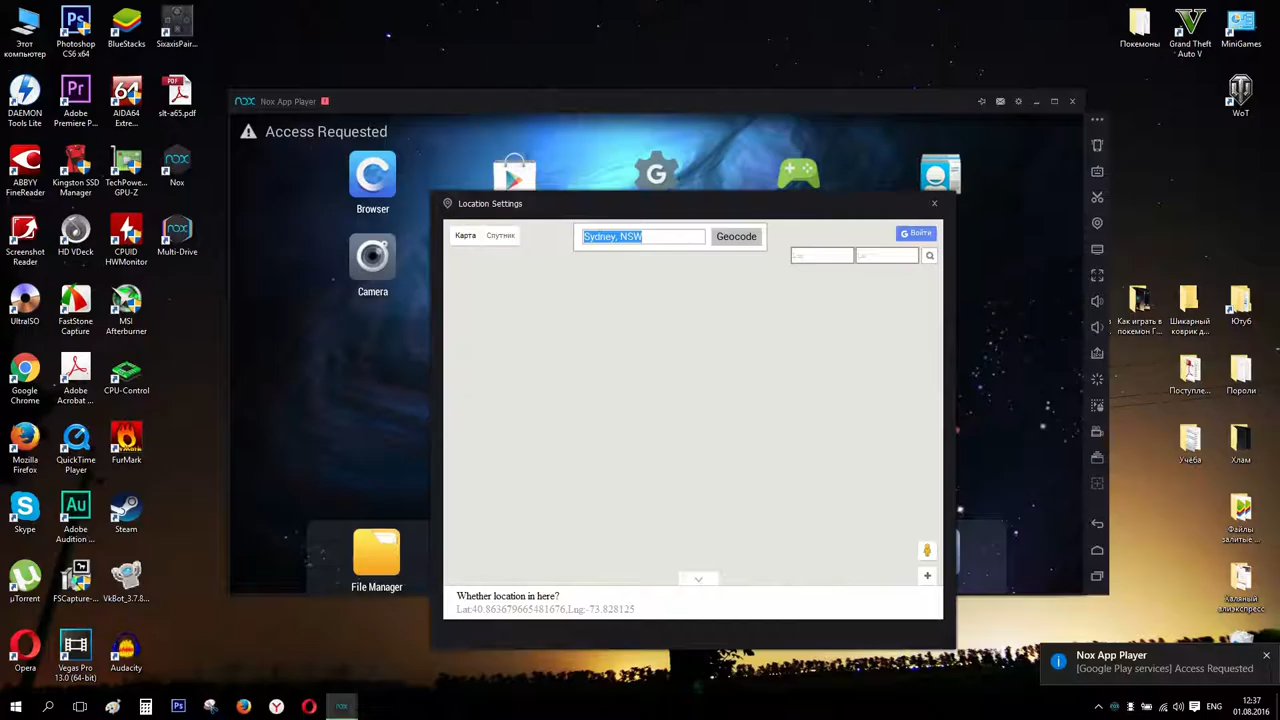 Этот
компьютер
Photoshop
CS6 x64
BlueStacks
SixaxisPair...
DAEMON
Tools Lite
Adobe
Premiere P...
AIDA64
Extre...
slt-a65.pdf
ABBYY
FineReader
Kingston SSD
Manager
TechPowe...
GPU-Z
Nox
Screenshot
Reader
HD VDeck
CPUID
HWMonitor
Multi-Drive
UltraISO
FastStone
Capture
MSI
Afterburner
Google
Chrome
Adobe
Acrobat ...
CPU-Control
Mozilla
Firefox
QuickTime
Player
FurMark
Skype
Adobe
Audition ...
Steam
µTorrent
FSCapture-...
VkBot_3.7.8...
Opera
Vegas Pro
13.0 (64-bit)
Audacity
Покемоны
Grand Theft
Auto V
MiniGames
WoT
Как играть в
покемон Г...
Шикарный
коврик д...
Ютуб
Поступле...
Пороли
Учёба
Хлам
Файлы
залитые ...
Халяный
алиэкспресс
nox Nox App Player
Access Requested
Browser
Camera
File Manager
Location Settings
Карта Спутник
Sydney, NSW
Geocode
Войти
Whether location in here?
Lat:40.863679665481676,Lng:-73.828125
Nox App Player
[Google Play services] Access Requested
ENG
12:37
01.08.2016